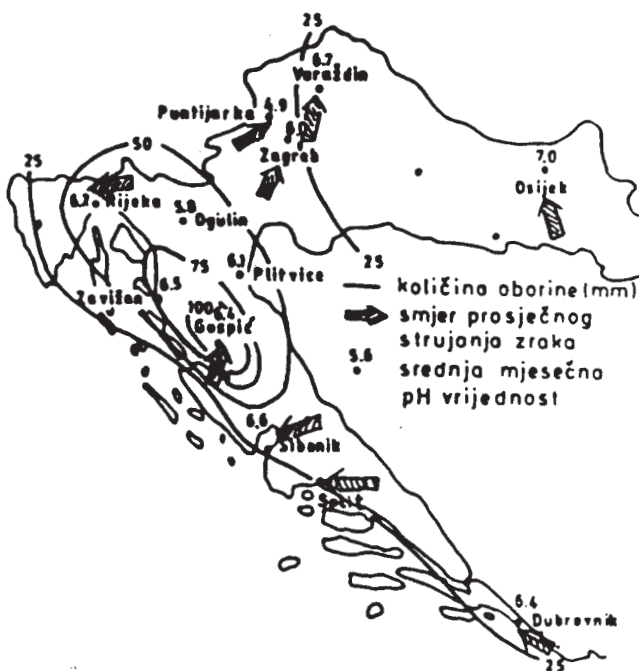 25
6.7
Varaždin
Puntijarka
Zagreb
50
25
7.0
Osijek
6.2
Rijeka
5.8
Ogulin
75
6.1
Plitvice
25
6.5
Zavižan
100
6.4
Gospić
količina oborine (mm)
smjer prosječnog
strujanja zraka
5.6
srednja mjesečna
pH vrijednost
6.6
Šibenik
Split
6.4
Dubrovnik
25